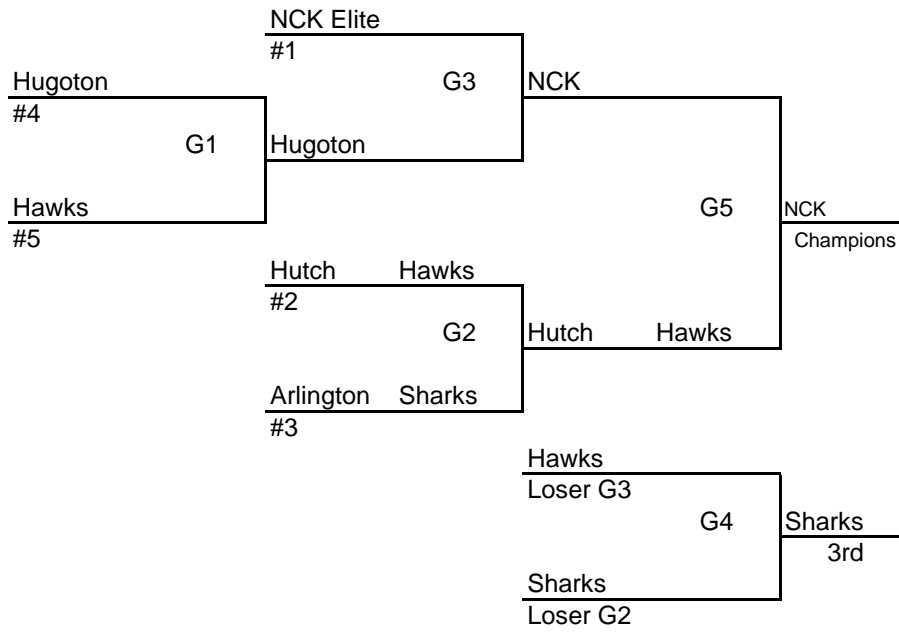 NCK Elite
#1
Hugoton G3 NCK
#4
G1 Hugoton
Hawks G5 NCK
#5 Champions
Hutch Hawks
#2
G2 Hutch Hawks
Arlington Sharks
#3
Hawks
Loser G3
G4 Sharks
3rd
Sharks
Loser G2